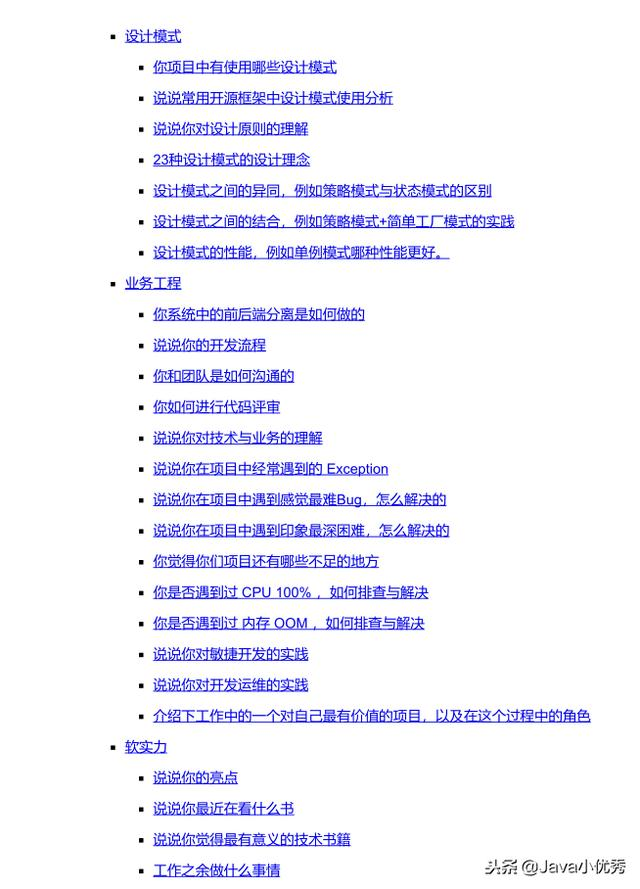 设计模式
你项目中有使用哪些设计模式
说说常用开源框架中设计模式使用分析
说说你对设计原则的理解
23种设计模式的设计理念
设计模式之间的异同，例如策略模式与状态模式的区别
设计模式之间的结合，例如策略模式+简单工厂模式的实践
设计模式的性能，例如单例模式哪种性能更好。
业务工程
你系统中的前后端分离是如何做的
说说你的开发流程
你和团队是如何沟通的
你如何进行代码评审
说说你对技术与业务的理解
说说你在项目中经常遇到的 Exception
说说你在项目中遇到感觉最难Bug，怎么解决的
说说你在项目中遇到印象最深困难，怎么解决的
你觉得你们项目还有哪些不足的地方
你是否遇到过 CPU 100% ，如何排查与解决
你是否遇到过 内存 OOM ，如何排查与解决
说说你对敏捷开发的实践
说说你对开发运维的实践
介绍下工作中的一个对自己最有价值的项目，以及在这个过程中的角色
软实力
说说你的亮点
说说你最近在看什么书
说说你觉得最有意义的技术书籍
工作之余做什么事情
头条 @Java小优秀